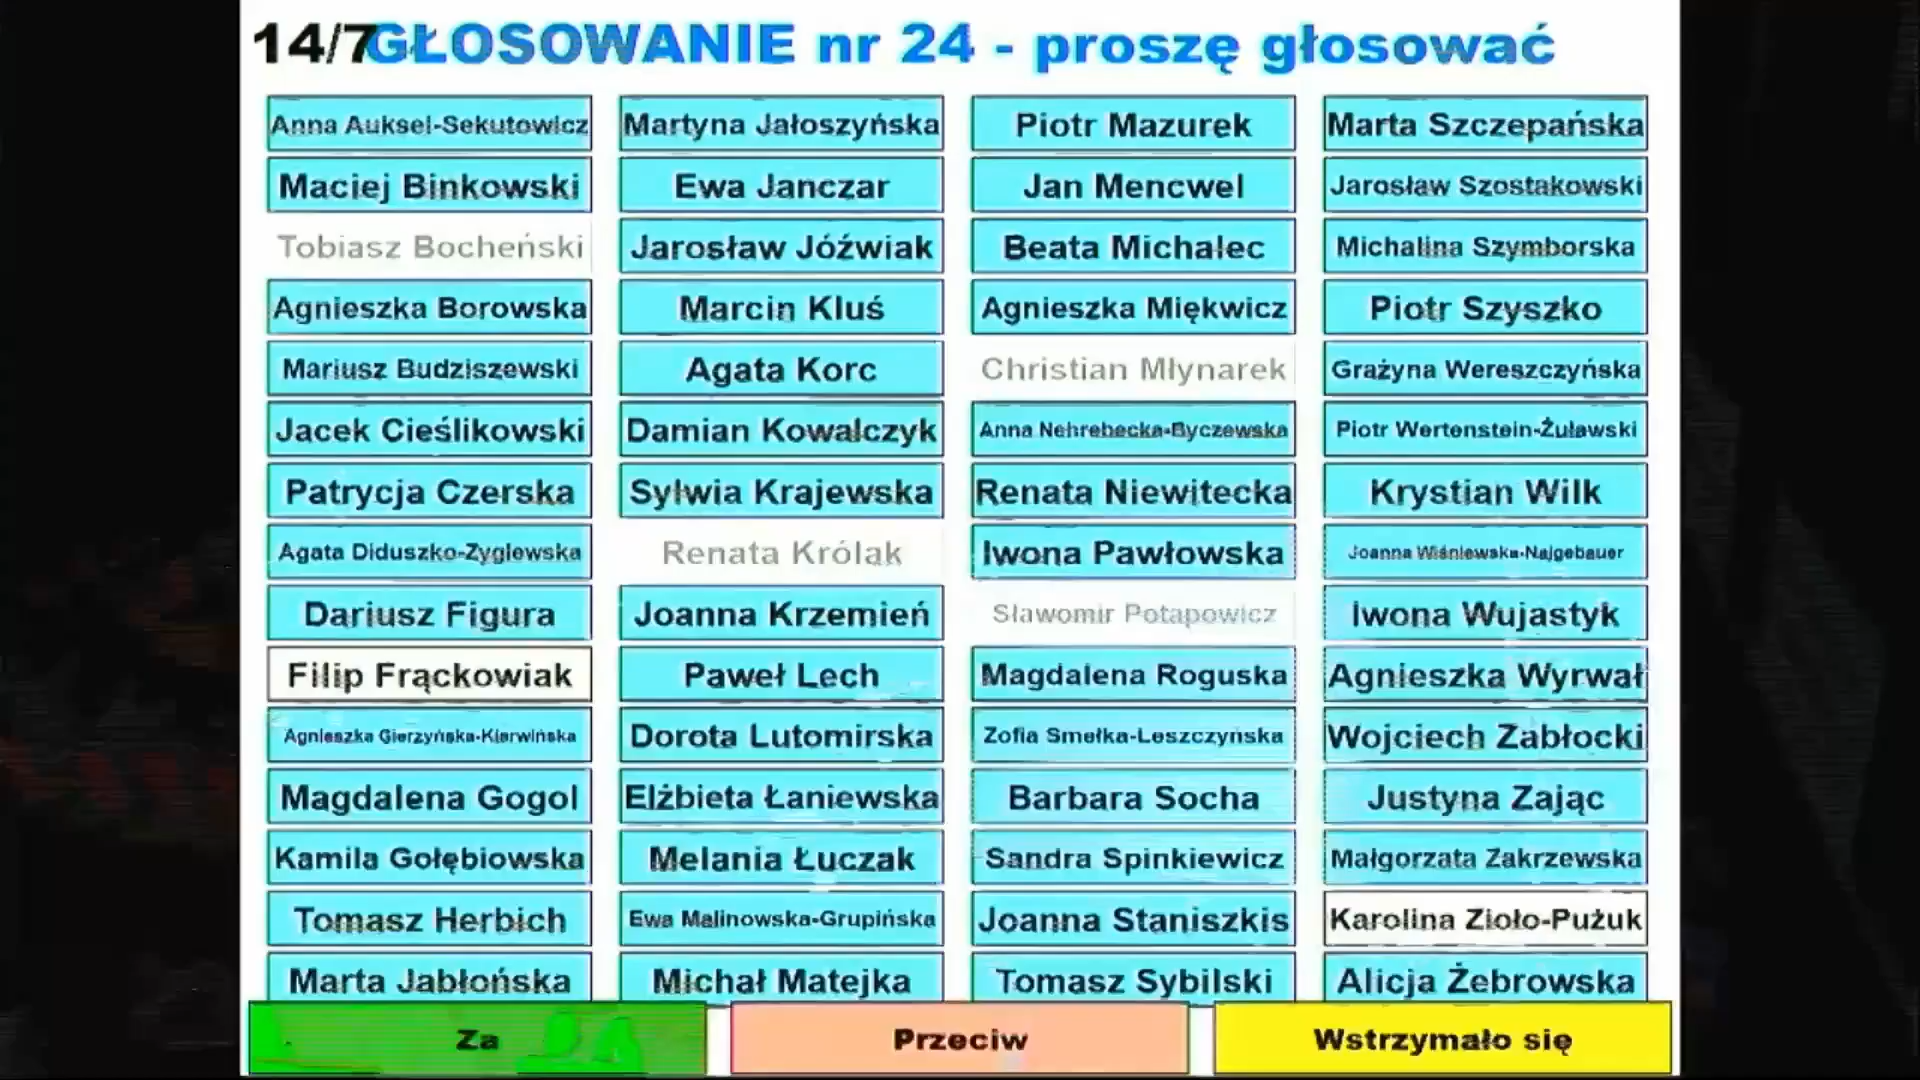 14/7GŁOSOWANIE nr 24 - proszę głosować
Anna Auksel-Sekutowicz
Maciej Binkowski
Tobiasz Bocheński
Agnieszka Borowska
Mariusz Budziszewski
Jacek Cieślikowski
Patrycja Czerska
Agata Diduszko-Zyglewska
Dariusz Figura
Filip Frąckowiak
Agnieszka Gierzyńska-Kierwińska
Magdalena Gogol
Kamila Gołębiowska
Tomasz Herbich
Marta Jabłońska
Martyna Jałoszyńska
Ewa Janczar
Jarosław Jóźwiak
Marcin Kluś
Agata Korc
Damian Kowalczyk
Sylwia Krajewska
Renata Królak
Joanna Krzemień
Paweł Lech
Dorota Lutomirska
Elżbieta Łaniewska
Melania Łuczak
Ewa Malinowska-Grupińska
Michał Matejka
Piotr Mazurek
Jan Mencwel
Beata Michalec
Agnieszka Miękwicz
Christian Młynarek
Anna Nehrebecka-Byczewska
Renata Niewitecka
Iwona Pawłowska
Sławomir Potapowicz
Magdalena Roguska
Zofia Smełka-Leszczyńska
Barbara Socha
Sandra Spinkiewicz
Joanna Staniszkis
Tomasz Sybilski
Marta Szczepańska
Jarosław Szostakowski
Michalina Szymborska
Piotr Szyszko
Grażyna Wereszczyńska
Piotr Wertenstein-Żuławski
Krystian Wilk
Joanna Wiśniewska-Najgebauer
Iwona Wujastyk
Agnieszka Wyrwał
Wojciech Zabłocki
Justyna Zając
Małgorzata Zakrzewska
Karolina Zioło-Pużuk
Alicja Żebrowska
Za
Przeciw
Wstrzymało się